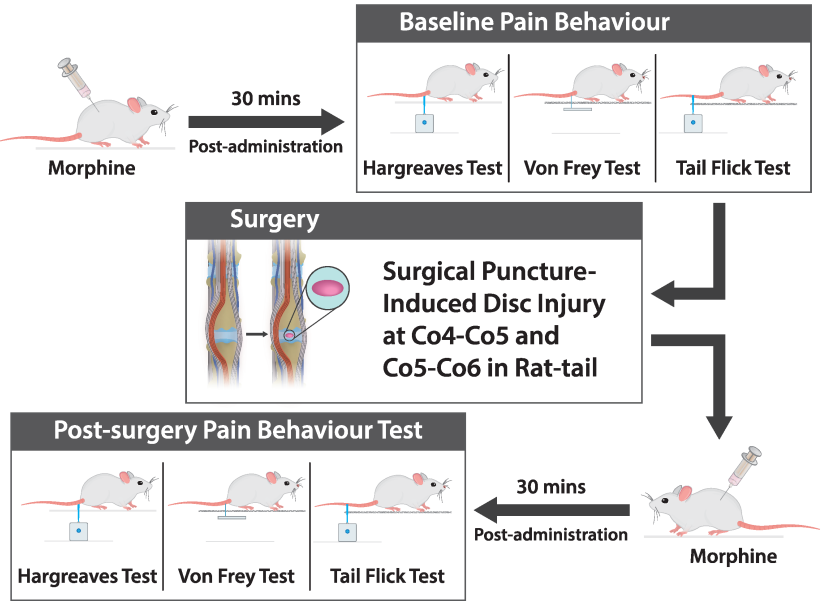 Baseline Pain Behaviour
30 mins
Post-administration
Morphine
Hargreaves Test
Von Frey Test
Tail Flick Test
Surgery
Surgical Puncture-
Induced Disc Injury
at Co4-Co5 and
Co5-Co6 in Rat-tail
Post-surgery Pain Behaviour Test
30 mins
Post-administration
Morphine
Hargreaves Test
Von Frey Test
Tail Flick Test